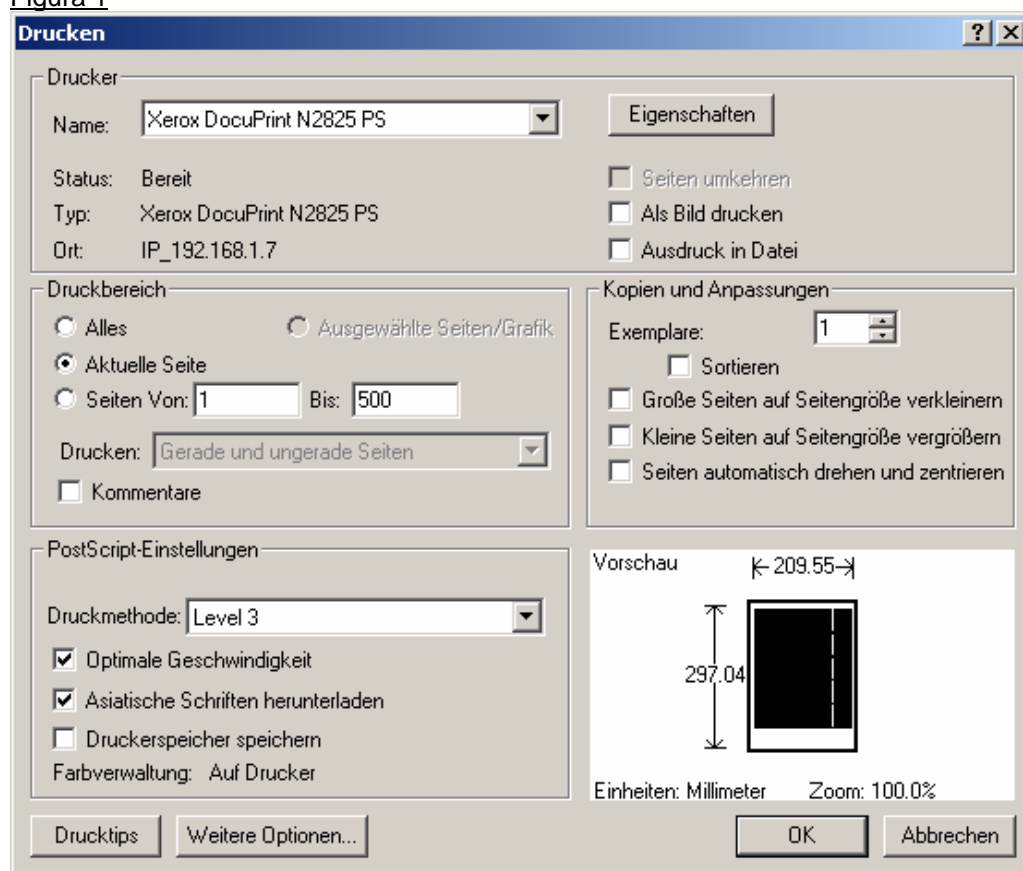 Figura 1
Drucken
Drucker
Name: Xerox DocuPrint N2825 PS
Eigenschaften
Status: Bereit
Seiten umkehren
Typ: Xerox DocuPrint N2825 PS
Als Bild drucken
Ort: IP_192.168.1.7
Ausdruck in Datei
Druckbereich
Alles
Ausgewählte Seiten/Grafik
Aktuelle Seite
Seiten Von: 1 Bis: 500
Drucken: Gerade und ungerade Seiten
Kommentare
Kopien und Anpassungen
Exemplare: 1
Sortieren
Große Seiten auf Seitengröße verkleinern
Kleine Seiten auf Seitengröße vergrößern
Seiten automatisch drehen und zentrieren
PostScript-Einstellungen
Druckmethode: Level 3
Optimale Geschwindigkeit
Asiatische Schriften herunterladen
Druckerspeicher speichern
Farbverwaltung: Auf Drucker
Vorschau
209.55
297.04
Einheiten: Millimeter Zoom: 100.0%
Drucktips
Weitere Optionen...
OK
Abbrechen